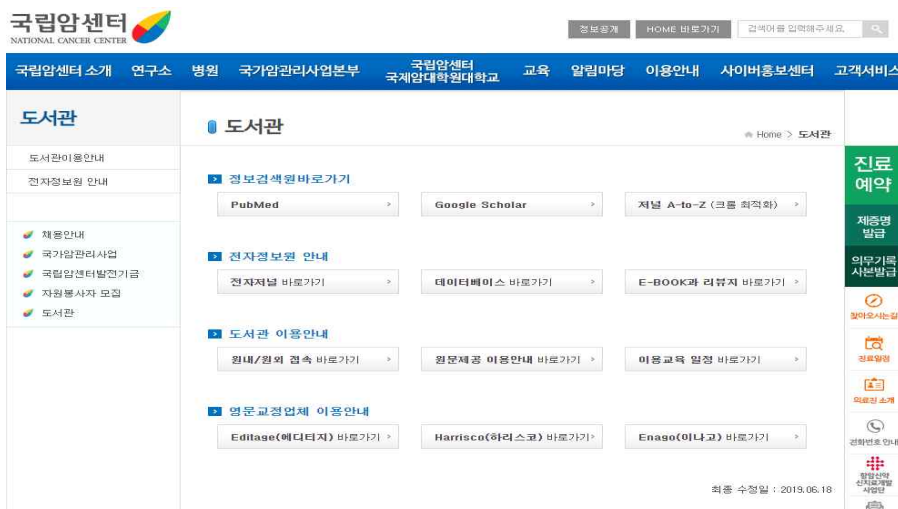 국립암센터
NATIONAL CANCER CENTER
정보공개
HOME 바로가기
검색어를 입력해주세요.
국립암센터 소개
연구소
병원
국가암관리사업본부
국립암센터
국제암대학원대학교
교육
알림마당
이용안내
사이버홍보센터
고객서비스
도서관
도서관이용안내
전자정보원 안내
채용안내
국가암관리사업
국립암센터발전기금
자원봉사자 모집
도서관
도서관
Home > 도서관
정보검색원바로가기
PubMed
Google Scholar
저널 A-to-Z (크롬 최적화)
전자정보원 안내
전자저널 바로가기
데이터베이스 바로가기
E-BOOK과 리뷰지 바로가기
도서관 이용안내
원내/원외 접속 바로가기
원문제공 이용안내 바로가기
이용교육 일정 바로가기
영문교정업체 이용안내
Editage(에디티지) 바로가기
Harrisco(하리스코) 바로가기
Enago(이나고) 바로가기
최종 수정일 : 2019.06.18
진료
예약
제증명
발급
의무기록
사본발급
찾아오시는길
진료일정
의료진 소개
전화번호 안내
항암신약
신치료개발
사업단